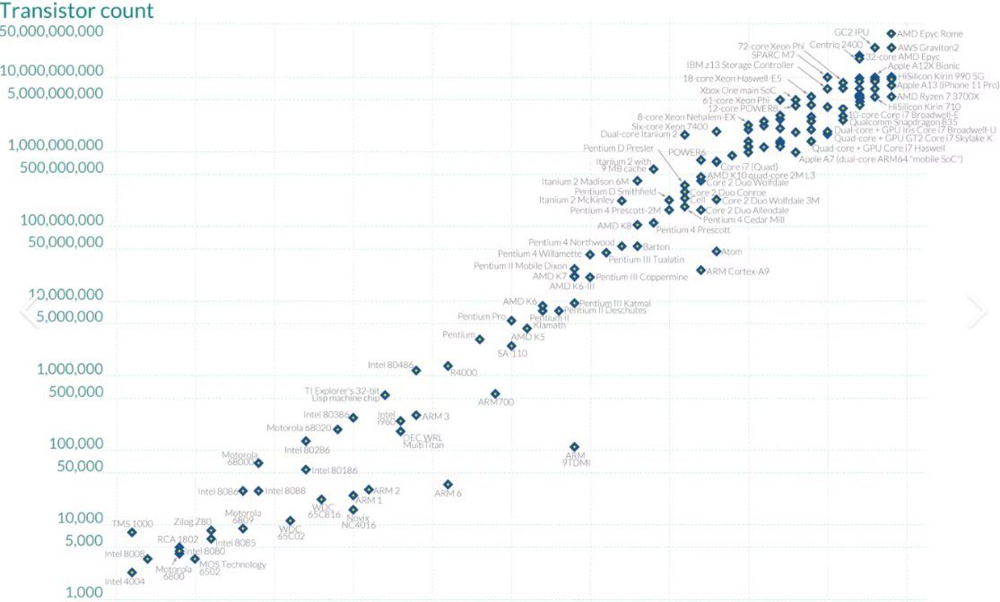 Transistor count
50,000,000,000
GC2 IPU
AMD Epyc Rome
72-core Xeon Phi
Centriq 2400
AWS Graviton2
SPARC M7
32-core AMD Epyc
IBM z13 Storage Controller
Apple A12X Bionic
10,000,000,000
18-core Xeon Haswell-E5
HiSilicon Kirin 990 5G
Xbox One main SoC
Apple A13 (iPhone 11 Pro)
5,000,000,000
61-core Xeon Phi
AMD Ryzen 7 3700X
12-core POWER8
HiSilicon Kirin 710
8-core Xeon Nehalem-EX
10-core Core i7 Broadwell-E
Six-core Xeon 7400
Qualcomm Snapdragon 835
Dual-core Itanium 2
Dual-core + GPU Iris Core i7 Broadwell-U
Quad-core + GPU GT2 Core i7 Skylake K
1,000,000,000
Pentium D Presler
POWER6
Quad-core + GPU Core i7 Haswell
Itanium 2 with
9 MB cache
Apple A7 (dual-core ARM64 "mobile SoC")
500,000,000
Core i7 (Quad)
AMD K10 quad-core 2M L3
Itanium 2 Madison 6M
Core 2 Duo Wolfdale
Pentium D Smithfield
Core 2 Duo Conroe
Itanium 2 McKinley
Cell
Core 2 Duo Wolfdale 3M
Pentium 4 Prescott-2M
Core 2 Duo Allendale
100,000,000
Pentium 4 Cedar Mill
AMD K8
Pentium 4 Prescott
50,000,000
Pentium 4 Northwood
Barton
Pentium 4 Willamette
Pentium III Tualatin
Atom
Pentium II Mobile Dixon
ARM Cortex-A9
AMD K7
Pentium III Coppermine
AMD K6-III
10,000,000
AMD K6
Pentium III Katmai
Pentium II Deschutes
5,000,000
Pentium Pro
Pentium II
Klamath
Pentium
AMD K5
SA-110
1,000,000
Intel 80486
R4000
500,000
TI Explorer's 32-bit
Lisp machine chip
ARM700
Intel 80386
Intel
i960
ARM 3
Motorola 68020
DEC WRL
MultiTitan
100,000
Intel 80286
Motorola
68000
ARM
9TDMI
50,000
Intel 80186
Intel 8086
Intel 8088
ARM 2
ARM 6
ARM 1
WDC
65C816
Novix
NC4016
10,000
TMS 1000
Zilog Z80
Motorola
6809
WDC
65C02
5,000
RCA 1802
Intel 8085
Intel 8008
Intel 8080
Motorola
6800
MOS Technology
6502
Intel 4004
1,000